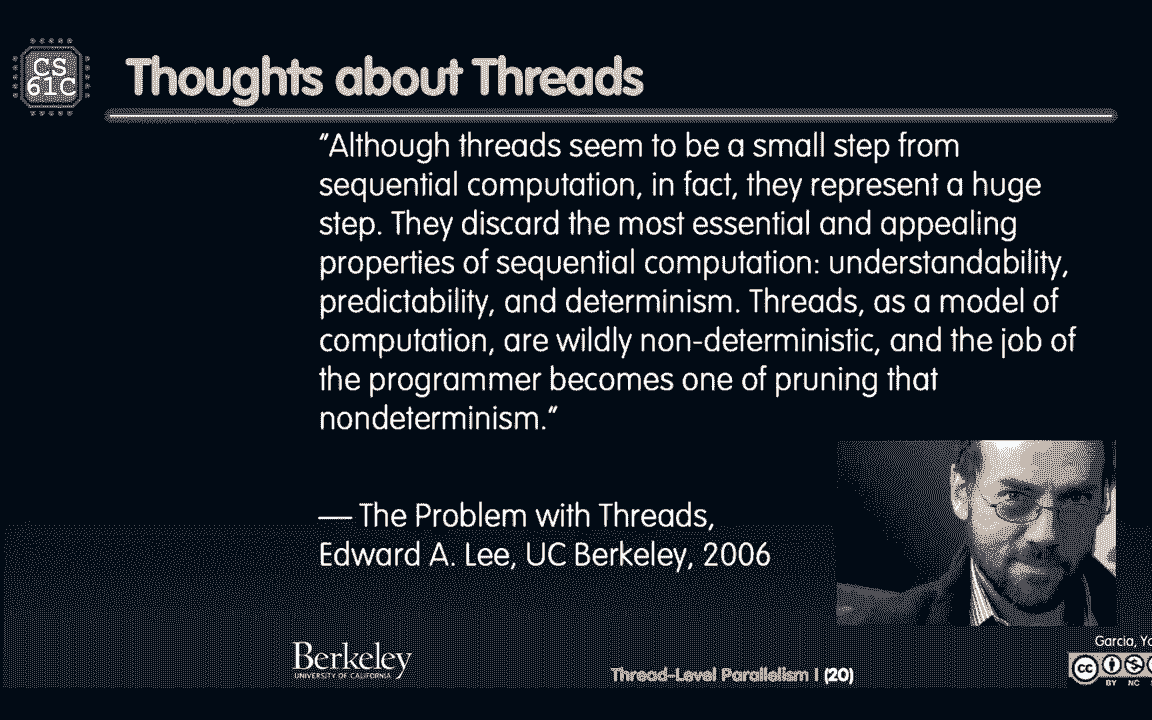 CS
61C
Thoughts about Threads
“Although threads seem to be a small step from
sequential computation, in fact, they represent a huge
step. They discard the most essential and appealing
properties of sequential computation: understandability,
predictability, and determinism. Threads, as a model of
computation, are wildly non-deterministic, and the job of
the programmer becomes one of pruning that
nondeterminism.“
— The Problem with Threads,
Edward A. Lee, UC Berkeley, 2006
Berkeley
UNIVERSITY OF CALIFORNIA
Thread-Level Parallelism I (20)
Garcia,
cc
BY NC